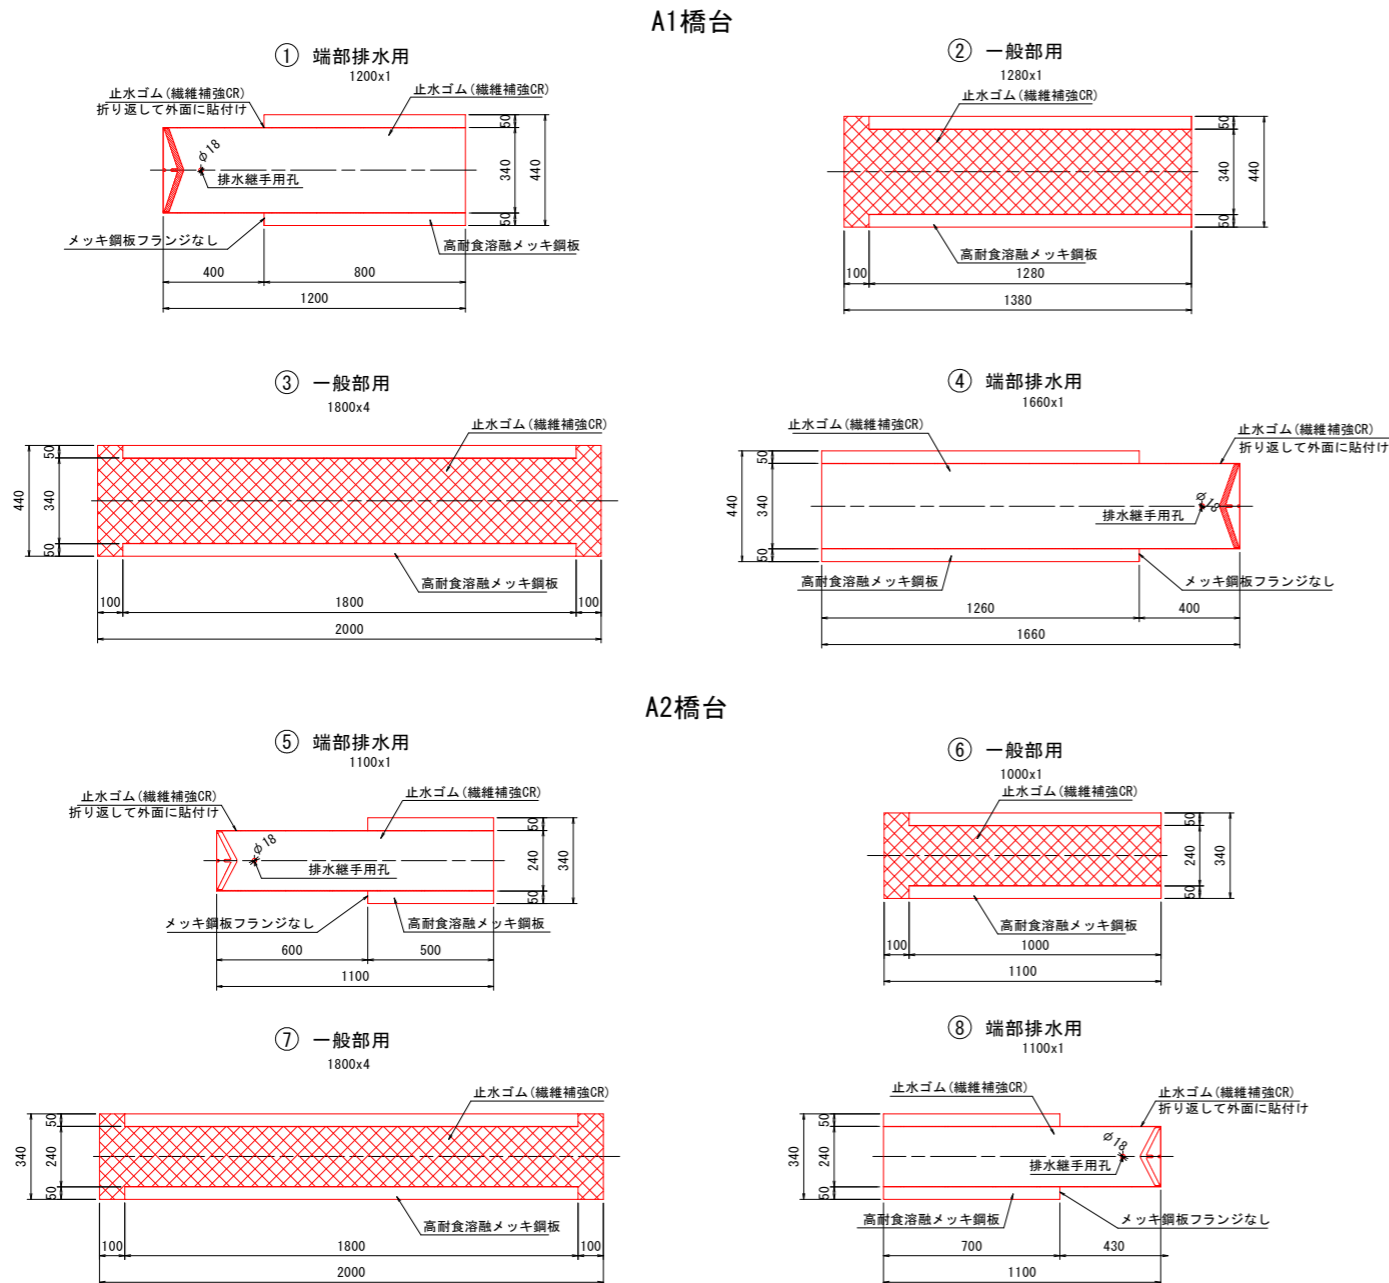 A1橋台
① 端部排水用
1200x1
止水ゴム(繊維補強CR)
折り返して外面に貼付け
止水ゴム(繊維補強CR)
φ18
排水継手用孔
50
340
50
440
メッキ鋼板フランジなし
高耐食溶融メッキ鋼板
400
800
1200
② 一般部用
1280x1
止水ゴム(繊維補強CR)
50
340
50
440
高耐食溶融メッキ鋼板
100
1280
1380
③ 一般部用
1800x4
止水ゴム(繊維補強CR)
50
340
50
440
高耐食溶融メッキ鋼板
100
1800
100
2000
④ 端部排水用
1660x1
止水ゴム(繊維補強CR)
止水ゴム(繊維補強CR)
折り返して外面に貼付け
50
340
50
440
φ18
排水継手用孔
高耐食溶融メッキ鋼板
メッキ鋼板フランジなし
1260
400
1660
A2橋台
⑤ 端部排水用
1100x1
止水ゴム(繊維補強CR)
折り返して外面に貼付け
止水ゴム(繊維補強CR)
φ18
排水継手用孔
50
240
50
340
メッキ鋼板フランジなし
高耐食溶融メッキ鋼板
600
500
1100
⑥ 一般部用
1000x1
止水ゴム(繊維補強CR)
50
240
50
340
高耐食溶融メッキ鋼板
100
1000
1100
⑦ 一般部用
1800x4
止水ゴム(繊維補強CR)
50
240
50
340
高耐食溶融メッキ鋼板
100
1800
100
2000
⑧ 端部排水用
1100x1
止水ゴム(繊維補強CR)
止水ゴム(繊維補強CR)
折り返して外面に貼付け
50
240
50
340
φ18
排水継手用孔
高耐食溶融メッキ鋼板
メッキ鋼板フランジなし
700
430
1100